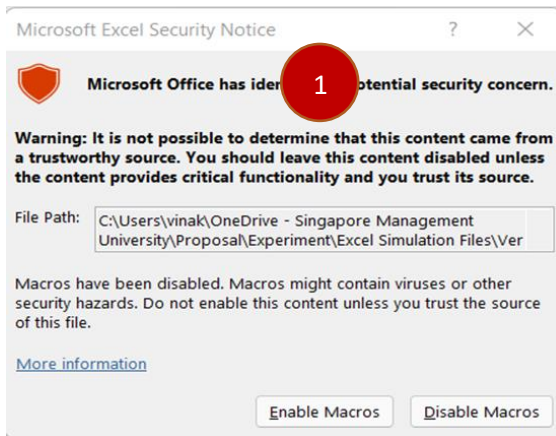 Microsoft Excel Security Notice ? ×
Microsoft Office has iden 1 potential security concern.
Warning: It is not possible to determine that this content came from
a trustworthy source. You should leave this content disabled unless
the content provides critical functionality and you trust its source.
File Path: C:\Users\vinak\OneDrive - Singapore Management
University\Proposal\Experiment\Excel Simulation Files\Ver
Macros have been disabled. Macros might contain viruses or other
security hazards. Do not enable this content unless you trust the source
of this file.
More information
Enable Macros Disable Macros